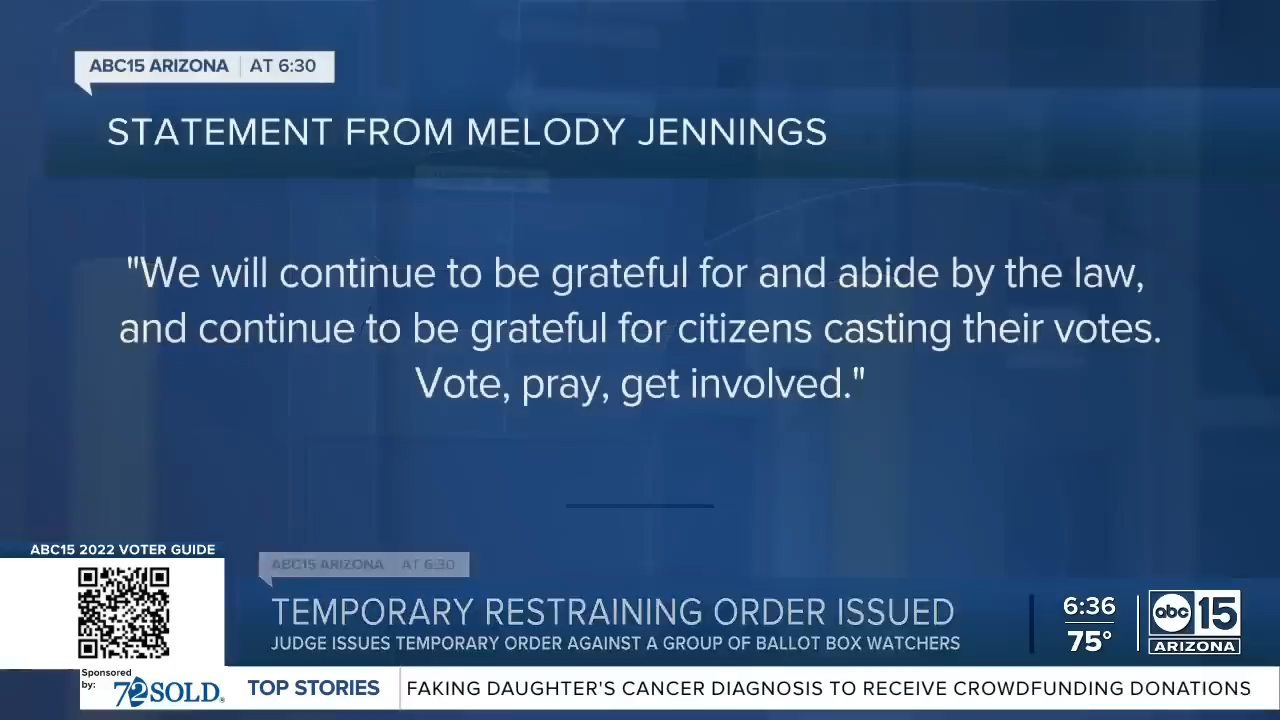 ABC15 ARIZONA | AT 6:30
STATEMENT FROM MELODY JENNINGS
"We will continue to be grateful for and abide by the law,
and continue to be grateful for citizens casting their votes.
Vote, pray, get involved."
ABC15 2022 VOTER GUIDE
ABC15 ARIZONA AT 6:30
TEMPORARY RESTRAINING ORDER ISSUED
JUDGE ISSUES TEMPORARY ORDER AGAINST A GROUP OF BALLOT BOX WATCHERS
6:36
75°
abc 15
ARIZONA
Sponsored
by:
72SOLD.
TOP STORIES
FAKING DAUGHTER'S CANCER DIAGNOSIS TO RECEIVE CROWDFUNDING DONATIONS